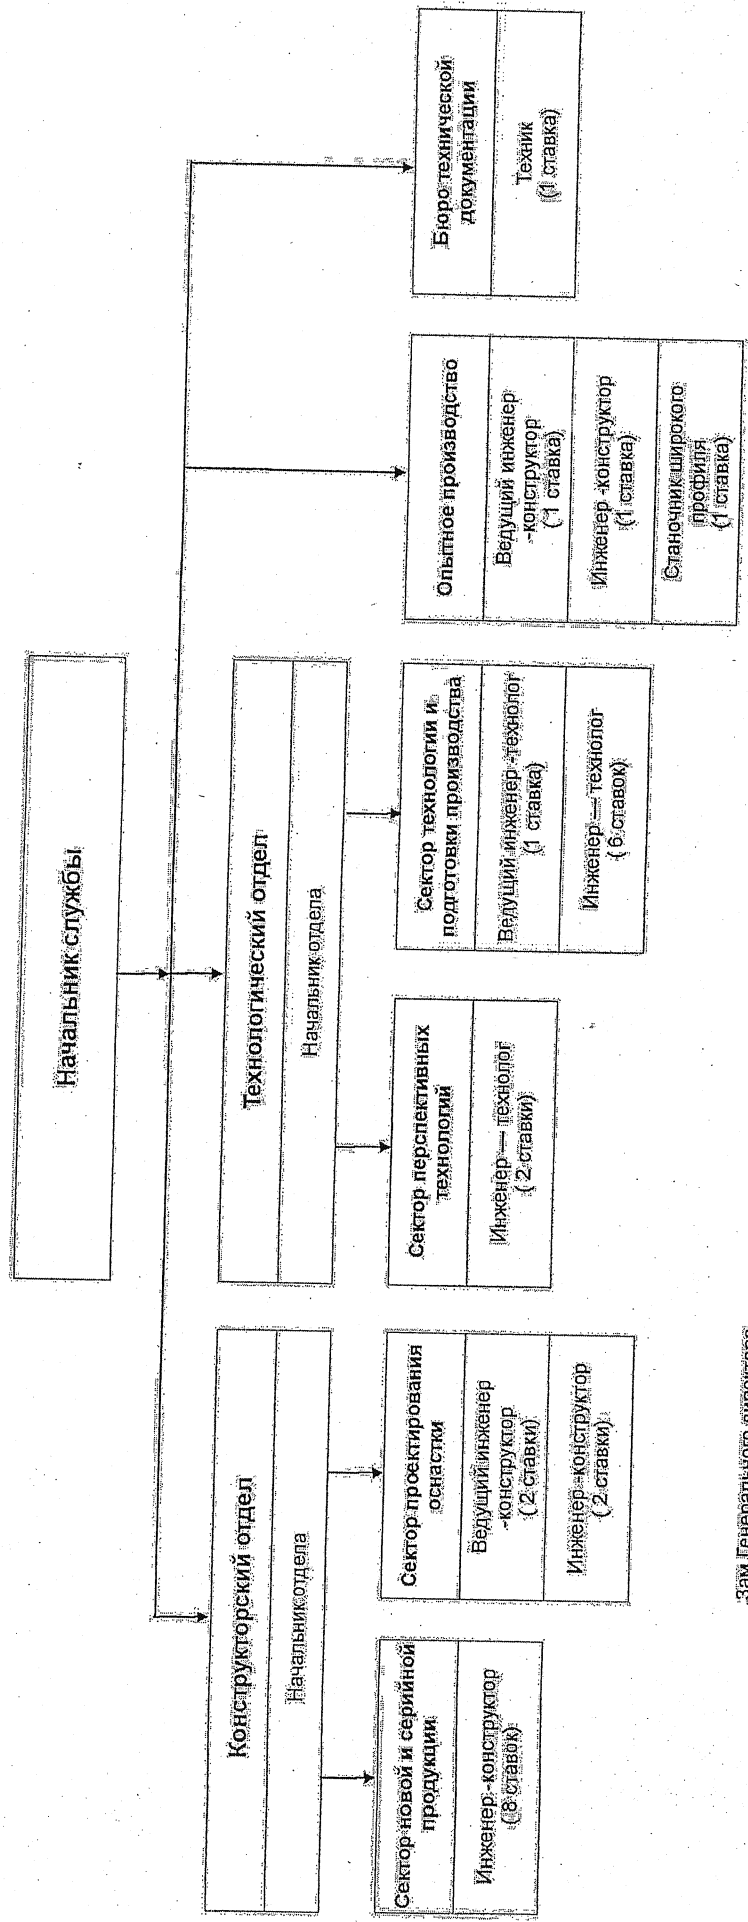 Начальник службы
Конструкторский отдел
Начальник отдела
Сектор новой и серийной
продукции
Инженер-конструктор
( 8 ставок)
Сектор проектирования
оснастки
Ведущий инженер
-конструктор
( 2 ставки)
Инженер-конструктор
( 2 ставки)
Технологический отдел
Начальник отдела
Сектор перспективных
технологий
Инженер — технолог
( 2 ставки)
Сектор технологии и
подготовки производства
Ведущий инженер -технолог
(1 ставка)
Инженер — технолог
( 6 ставок)
Опытное производство
Ведущий инженер
-конструктор
( 1 ставка)
Инженер -конструктор
(1 ставка)
Станочник широкого
профиля
(1 ставка)
Бюро технической
документации
Техник
(1 ставка)
Зам Генерального директора